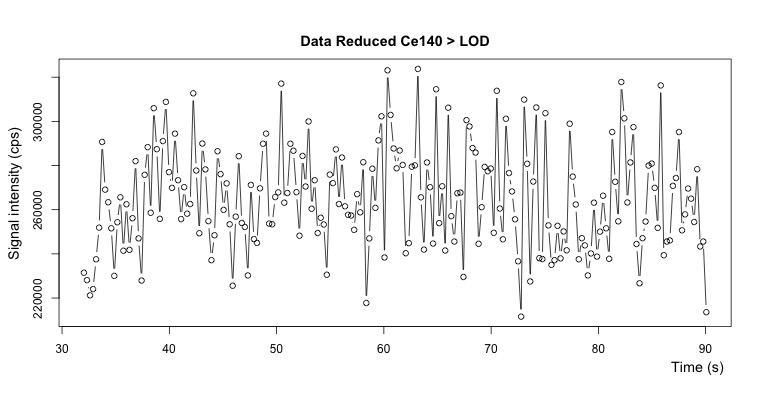 Data Reduced Ce140 > LOD
Signal intensity (cps)
300000
260000
220000
30 40 50 60 70 80 90
Time (s)